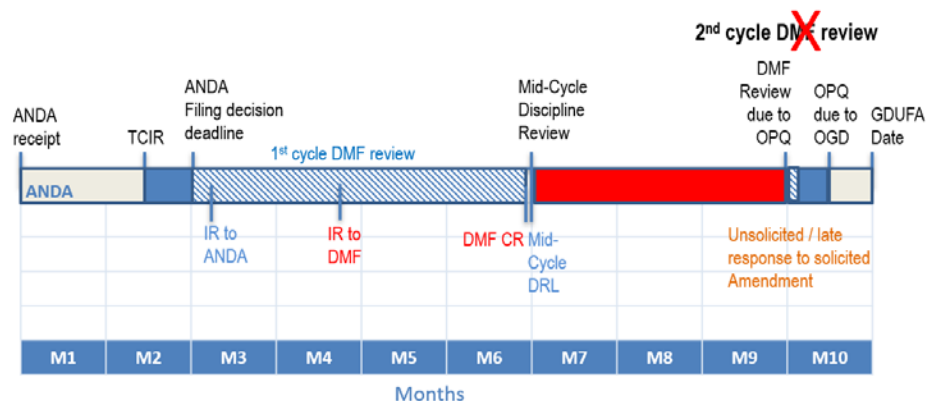 2nd cycle DMF review
ANDA
receipt
TCIR
ANDA
Filing decision
deadline
1st cycle DMF review
Mid-Cycle
Discipline
Review
DMF
Review
due to
OPQ
OPQ
due to
OGD
GDUFA
Date
ANDA
IR to
ANDA
IR to
DMF
DMF CR
Mid-
Cycle
DRL
Unsolicited / late
response to solicited
Amendment
M1
M2
M3
M4
M5
M6
M7
M8
M9
M10
Months